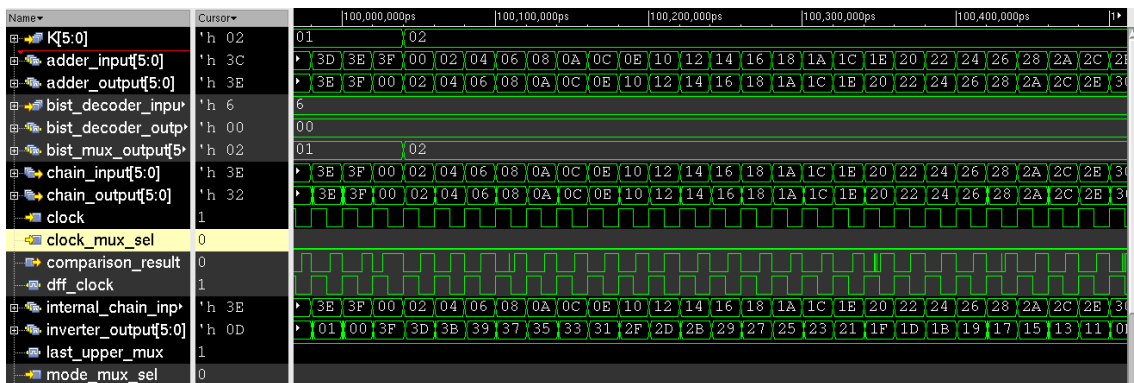 Name Cursor 100,000,000ps 100,100,000ps 100,200,000ps 100,300,000ps 100,400,000ps 1
K[5:0] 'h 02 01 02
adder_input[5:0] 'h 3C 3D 3E 3F 00 02 04 06 08 0A 0C 0E 10 12 14 16 18 1A 1C 1E 20 22 24 26 28 2A 2C 2E
adder_output[5:0] 'h 3E 3E 3F 00 02 04 06 08 0A 0C 0E 10 12 14 16 18 1A 1C 1E 20 22 24 26 28 2A 2C 2E 30
bist_decoder_inpu 'h 6 6
bist_decoder_outp 'h 00 00
bist_mux_output[5 'h 02 01 02
chain_input[5:0] 'h 3E 3E 3F 00 02 04 06 08 0A 0C 0E 10 12 14 16 18 1A 1C 1E 20 22 24 26 28 2A 2C 2E 30
chain_output[5:0] 'h 32 3E 3F 00 02 04 06 08 0A 0C 0E 10 12 14 16 18 1A 1C 1E 20 22 24 26 28 2A 2C 2E 3
clock 1
clock_mux_sel 0
comparison_result 0
dff_clock 1
internal_chain_inp 'h 3E 3E 3F 00 02 04 06 08 0A 0C 0E 10 12 14 16 18 1A 1C 1E 20 22 24 26 28 2A 2C 2E 30
inverter_output[5:0] 'h 0D 01 00 3F 3D 3B 39 37 35 33 31 2F 2D 2B 29 27 25 23 21 1F 1D 1B 19 17 15 13 11
last_upper_mux 1
mode_mux_sel 0